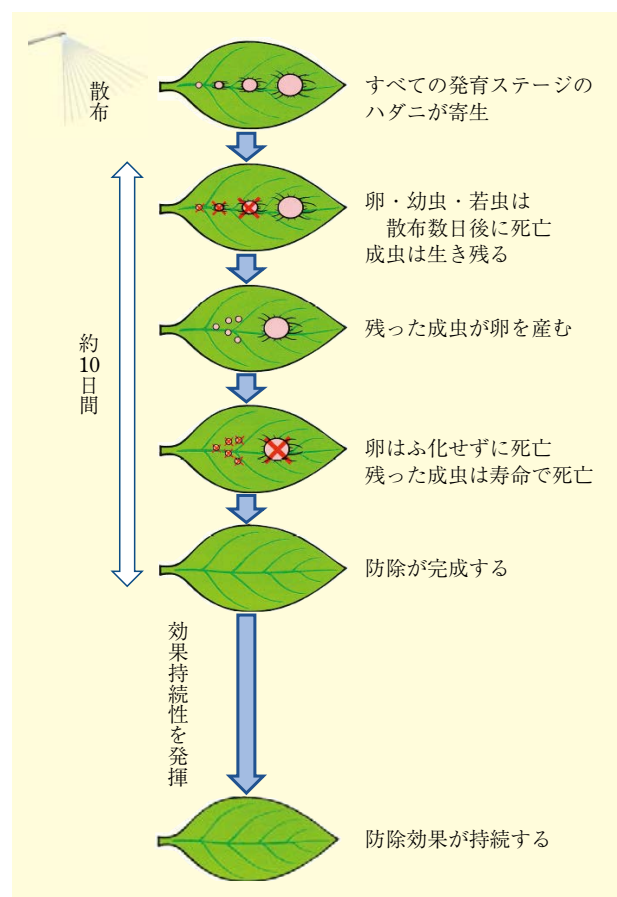 散布
すべての発育ステージの
ハダニが寄生
卵・幼虫・若虫は
散布数日後に死亡
成虫は生き残る
約10日間
残った成虫が卵を産む
卵はふ化せずに死亡
残った成虫は寿命で死亡
防除が完成する
効果持続性を発揮
防除効果が持続する